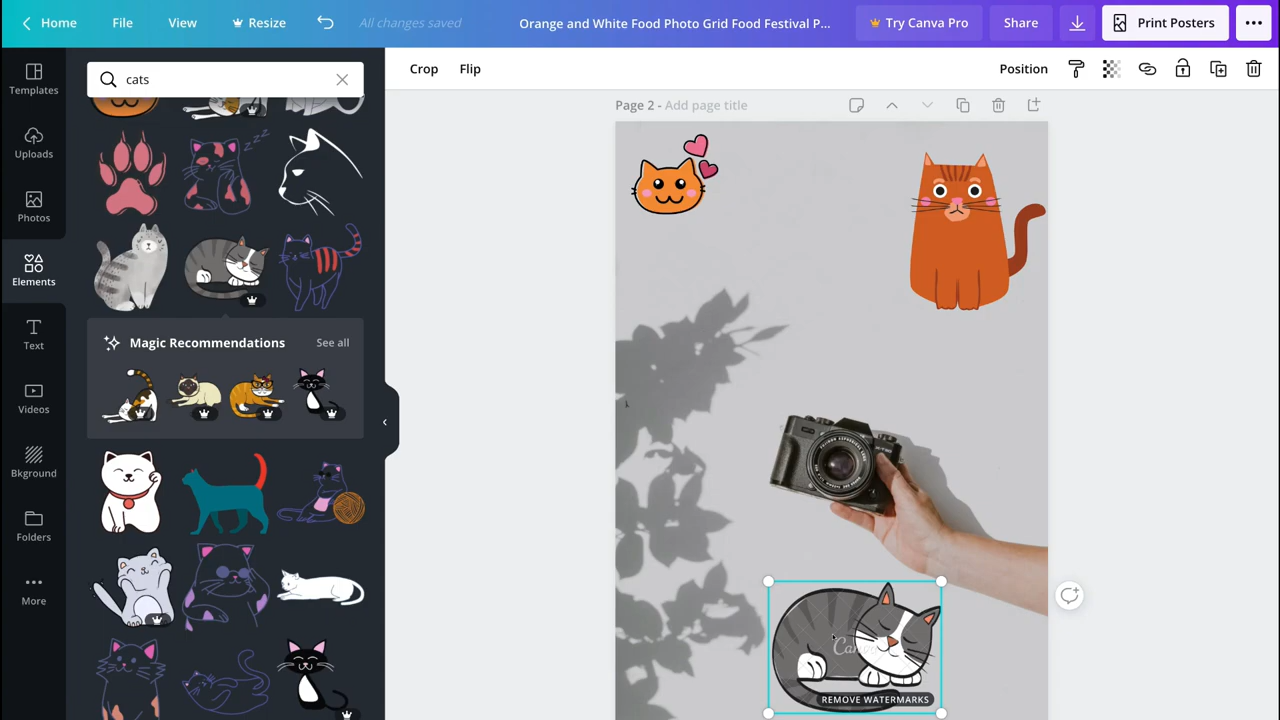 Home File View Resize All changes saved Orange and White Food Photo Grid Food Festival P... Try Canva Pro Share Print Posters
cats
Crop Flip Position
Templates
Uploads
Photos
Elements
Text
Videos
Bkground
Folders
More
Magic Recommendations See all
Page 2 - Add page title
Canva
REMOVE WATERMARKS